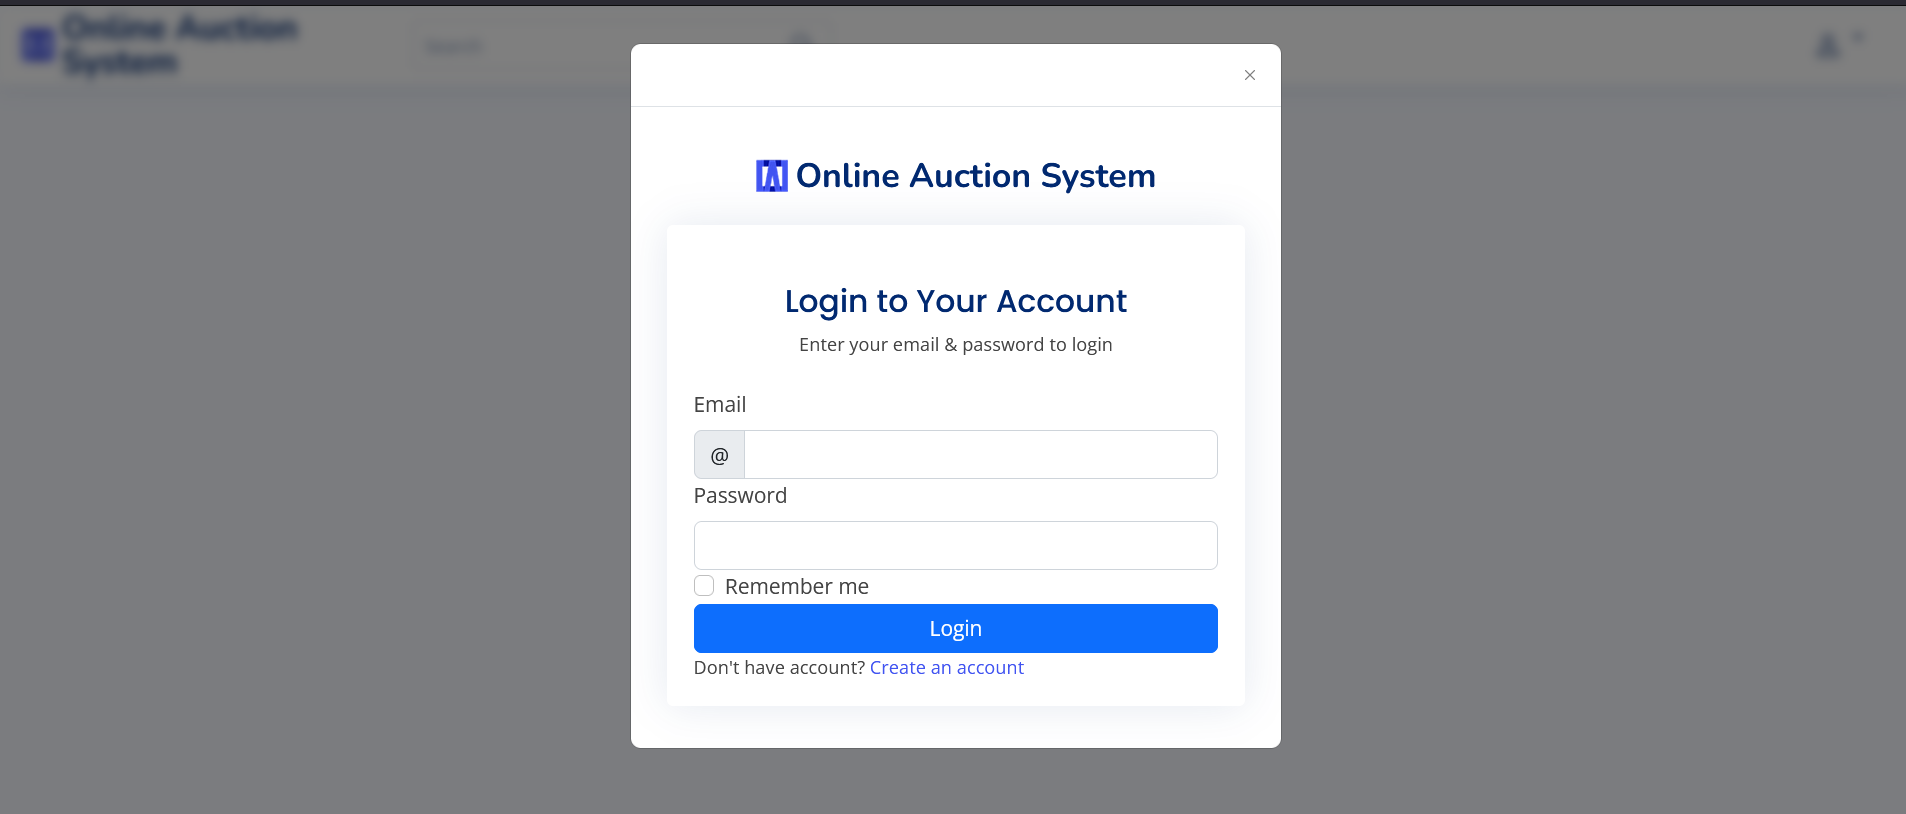 Online Auction
System
Search
×
Online Auction System
Login to Your Account
Enter your email & password to login
Email
@
Password
Remember me
Login
Don't have account? Create an account